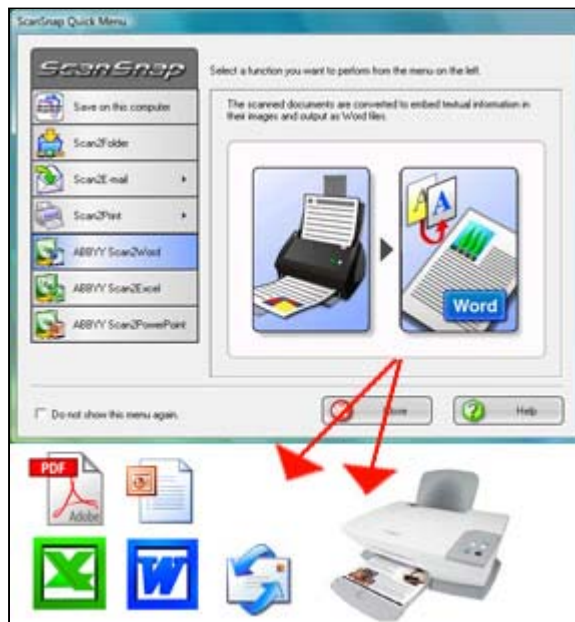 ScanSnap Quick Menu
ScanSnap
Select a function you want to perform from the menu on the left.
Save on this computer
The scanned documents are converted to embed textual information in
their images and output as Word files.
Scan2Folder
Scan2E-mail
Scan2Print
ABBYY Scan2Word
ABBYY Scan2Excel
ABBYY Scan2PowerPoint
A
A
Word
Do not show this menu again.
Close
Help
PDF
Adobe
X
W